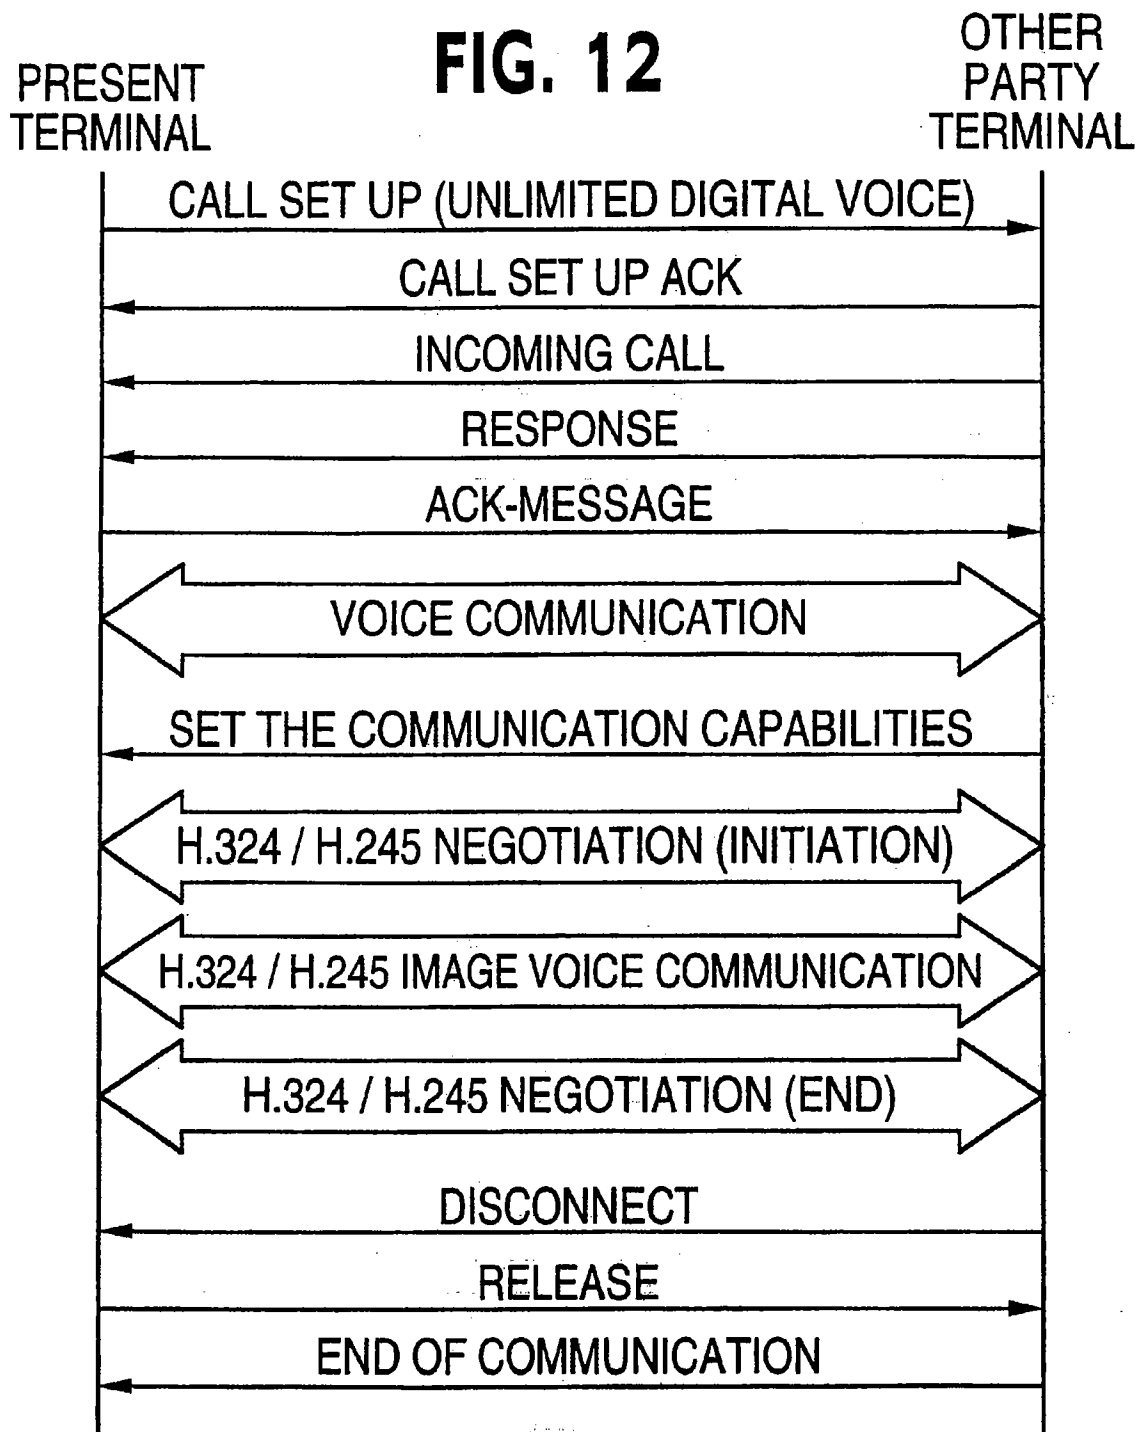 FIG. 12
PRESENT
TERMINAL
OTHER
PARTY
TERMINAL
CALL SET UP (UNLIMITED DIGITAL VOICE)
CALL SET UP ACK
INCOMING CALL
RESPONSE
ACK-MESSAGE
VOICE COMMUNICATION
SET THE COMMUNICATION CAPABILITIES
H.324 / H.245 NEGOTIATION (INITIATION)
H.324 / H.245 IMAGE VOICE COMMUNICATION
H.324 / H.245 NEGOTIATION (END)
DISCONNECT
RELEASE
END OF COMMUNICATION